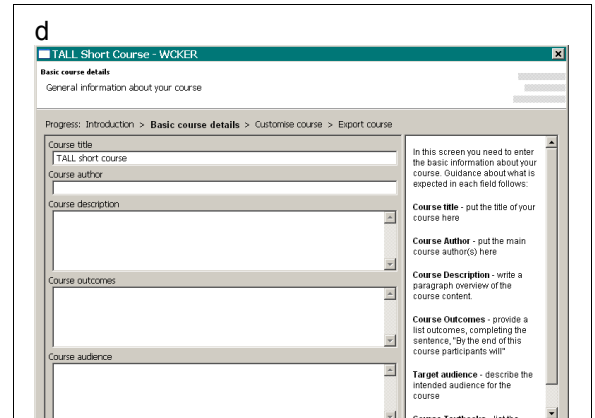 d
TALL Short Course - WCKER
Basic course details
General information about your course
Progress: Introduction > Basic course details > Customise course > Export course
Course title
TALL short course
Course author
Course description
Course outcomes
Course audience
In this screen you need to enter
the basic information about your
course. Guidance about what is
expected in each field follows:
Course title - put the title of your
course here
Course Author - put the main
course author(s) here
Course Description - write a
paragraph overview of the
course content.
Course Outcomes - provide a
list outcomes, completing the
sentence, "By the end of this
course participants will"
Target audience - describe the
intended audience for the
course